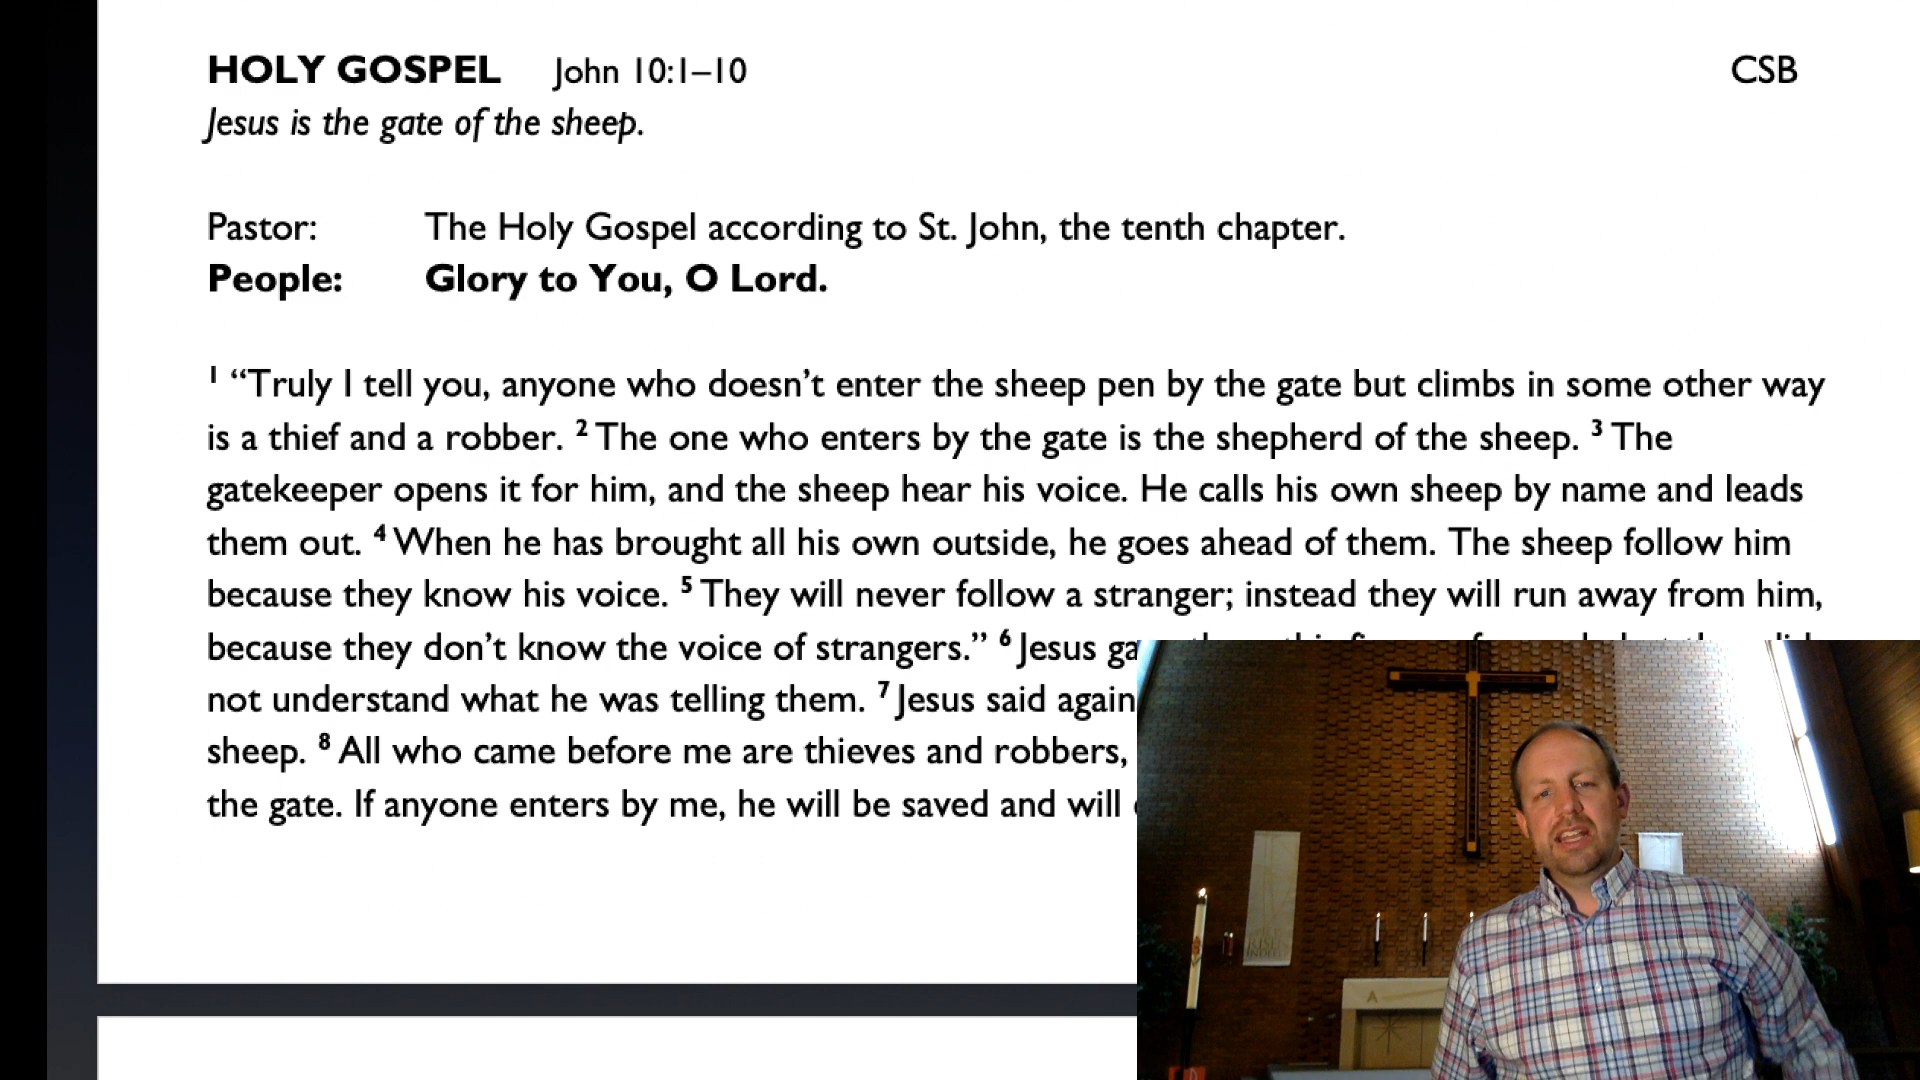 HOLY GOSPEL John 10:1–10 CSB
Jesus is the gate of the sheep.
Pastor: The Holy Gospel according to St. John, the tenth chapter.
People: Glory to You, O Lord.
1 “Truly I tell you, anyone who doesn’t enter the sheep pen by the gate but climbs in some other way
is a thief and a robber. 2 The one who enters by the gate is the shepherd of the sheep. 3 The
gatekeeper opens it for him, and the sheep hear his voice. He calls his own sheep by name and leads
them out. 4 When he has brought all his own outside, he goes ahead of them. The sheep follow him
because they know his voice. 5 They will never follow a stranger; instead they will run away from him,
because they don’t know the voice of strangers.” 6 Jesus
not understand what he was telling them. 7 Jesus said again
sheep. 8 All who came before me are thieves and robbers,
the gate. If anyone enters by me, he will be saved and will
RISEN
INDEED
A